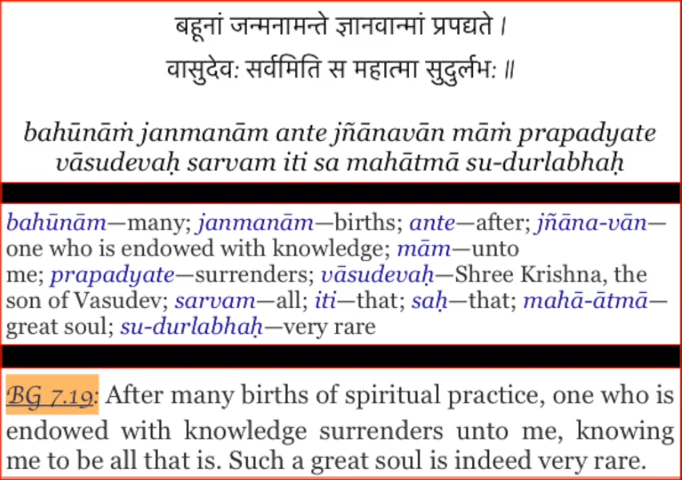 बहूनां जन्मनामन्ते ज्ञानवान्मां प्रपद्यते ।
वासुदेव: सर्वमिति स महात्मा सुदुर्लभ: ॥
bahūnāṁ janmanām ante jñānavān māṁ prapadyate
vāsudevaḥ sarvam iti sa mahātmā su-durlabhaḥ
bahūnām—many; janmanām—births; ante—after; jñāna-vān—
one who is endowed with knowledge; mām—unto
me; prapadyate—surrenders; vāsudevaḥ—Shree Krishna, the
son of Vasudev; sarvam—all; iti—that; saḥ—that; mahā-ātmā—
great soul; su-durlabhaḥ—very rare
BG 7.19: After many births of spiritual practice, one who is
endowed with knowledge surrenders unto me, knowing
me to be all that is. Such a great soul is indeed very rare.